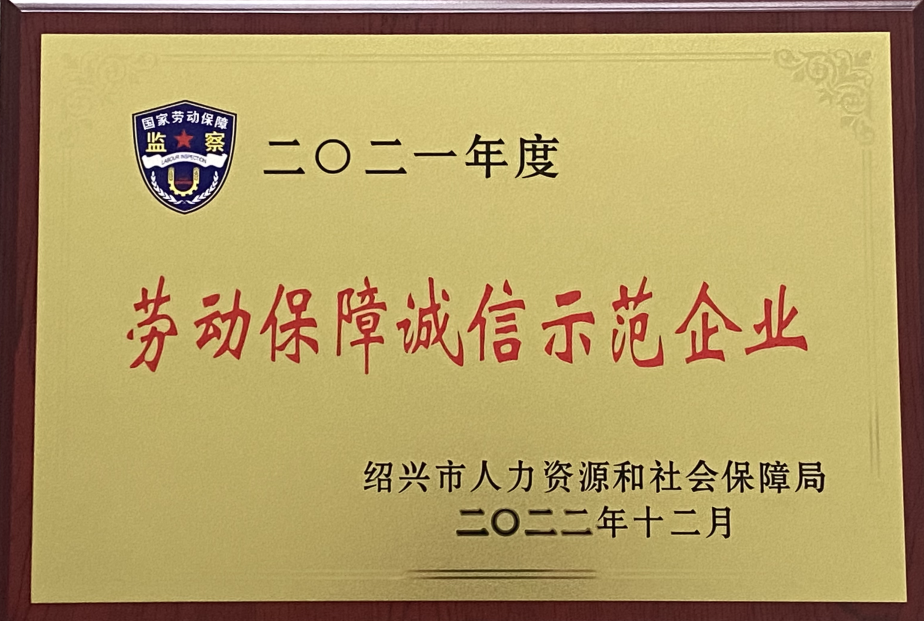 国家劳动保障
监察
LABOUR INSPECTION
二〇二一年度
劳动保障诚信示范企业
绍兴市人力资源和社会保障局
二〇二二年十二月